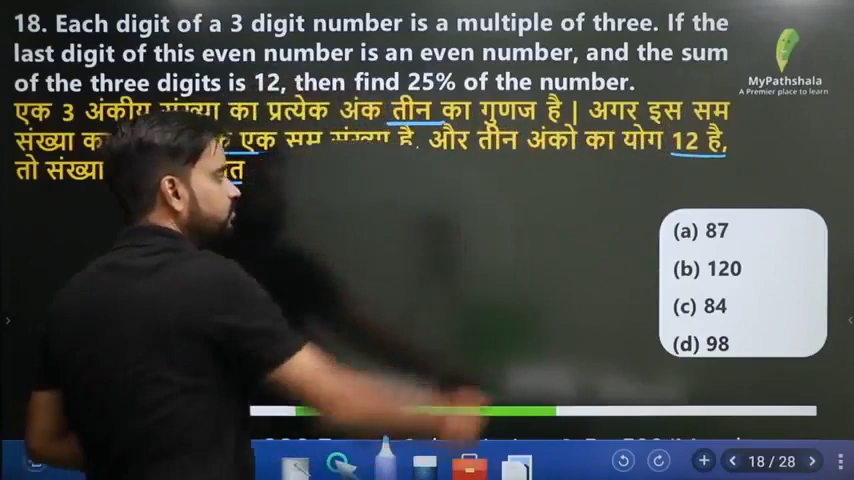 18. Each digit of a 3 digit number is a multiple of three. If the
last digit of this even number is an even number, and the sum
of the three digits is 12, then find 25% of the number.
एक 3 अंकीय संख्या का प्रत्येक अंक तीन का गुणज है | अगर इस सम
संख्या का एक सम संख्या है, और तीन अंको का योग 12 है,
तो संख्या
(a) 87
(b) 120
(c) 84
(d) 98
MyPathshala
A Premier place to learn
18 / 28